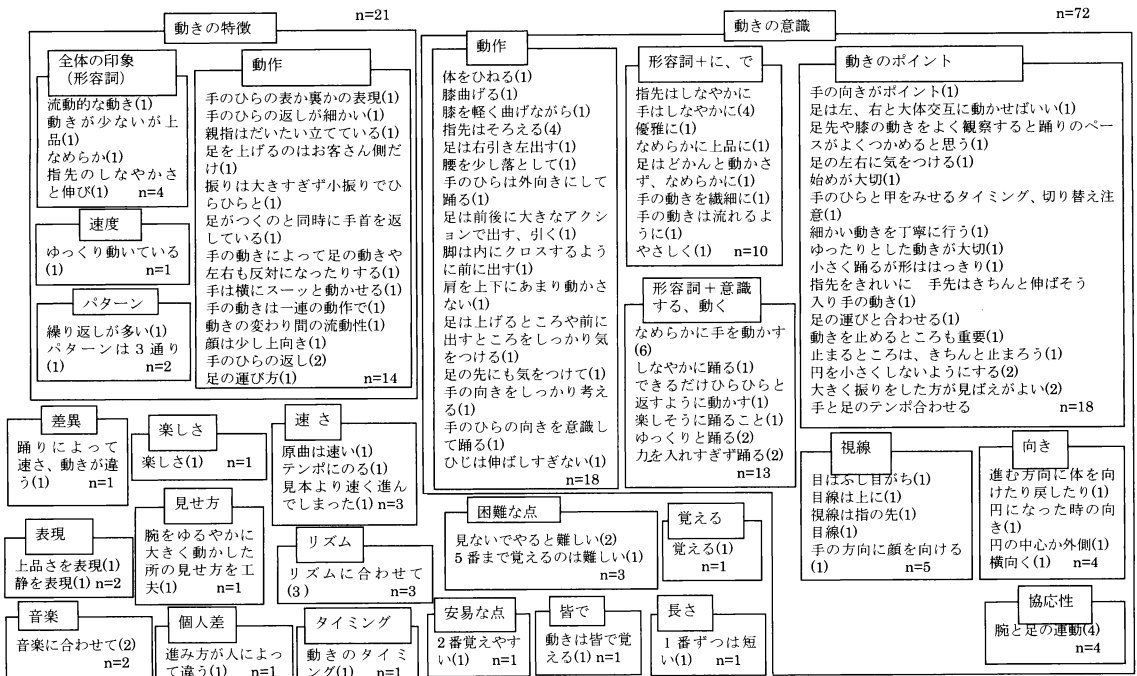 n=21
動きの特徴
全体の印象
(形容詞)
流動的な動き(1)
動きが少ないが上
品(1)
なめらか(1)
指先のしなやかさ
と伸び(1) n=4
速度
ゆっくり動いている
(1) n=1
パターン
繰り返しが多い(1)
パターンは3通り
(1) n=2
動作
手のひらの表か裏かの表現(1)
手のひらの返しが細かい(1)
親指はだいたい立てている(1)
足を上げるのはお客さん側だ
け(1)
振りは大きすぎず小振りでひ
らひらと(1)
足がつくのと同時に手首を返
している(1)
手の動きによって足の動きや
左右も反対になったりする(1)
手は横にスーッと動かせる(1)
手の動きは一連の動作で(1)
動きの変わり間の流動性(1)
顔は少し上向き(1)
手のひらの返し(2)
足の運び方(1) n=14
n=72
動きの意識
動作
体をひねる(1)
膝曲げる(1)
膝を軽く曲げながら(1)
指先はそろえる(4)
足は右引き左出す(1)
腰を少し落として(1)
手のひらは外向きにして
踊る(1)
足は前後に大きなアクシ
ョンで出す、引く(1)
脚は内にクロスするよう
に前に出す(1)
肩を上下にあまり動かさ
ない(1)
足は上げるところや前に
出すところをしっかり気
をつける(1)
足の先にも気をつけて(1)
手の向きをしっかり考え
る(1)
手のひらの向きを意識し
て踊る(1)
ひじは伸ばしすぎない(1)
n=18
形容詞+に、で
指先はしなやかに
手はしなやかに(4)
優雅に(1)
なめらかに上品に(1)
足はどかんと動かさ
ず、なめらかに(1)
手の動きを繊細に(1)
手の動きは流れるよ
うに(1)
やさしく(1) n=10
形容詞+意識
する、動く
なめらかに手を動かす
(6)
しなやかに踊る(1)
できるだけひらひらと
返すように動かす(1)
楽しそうに踊ること(1)
ゆっくりと踊る(2)
力を入れすぎず踊る(2)
n=13
動きのポイント
手の向きがポイント(1)
足は左、右と大体交互に動かせばいい(1)
足先や膝の動きをよく観察すると踊りのペー
スがよくつかめると思う(1)
足の左右に気をつける(1)
始めが大切(1)
手のひらと甲をみせるタイミング、切り替え注
意(1)
細かい動きを丁寧に行う(1)
ゆったりとした動きが大切(1)
小さく踊るが形ははっきり(1)
指先をきれいに 手先はきちんと伸ばそう
入り手の動き(1)
足の運びと合わせる(1)
動きを止めるところも重要(1)
止まるところは、きちんと止まろう(1)
円を小さくしないようにする(2)
大きく振りをした方が見ばえがよい(2)
手と足のテンポ合わせる n=18
視線
目はふし目がち(1)
目線は上に(1)
視線は指の先(1)
目線(1)
手の方向に顔を向ける
(1) n=5
向き
進む方向に体を向
けたり戻したり(1)
円になった時の向
き(1)
円の中心か外側(1)
横向く(1) n=4
協応性
腕と足の連動(4)
n=4
差異
踊りによって
速さ、動きが違
う(1) n=1
楽しさ
楽しさ(1) n=1
速さ
原曲は速い(1)
テンポにのる(1)
見本より速く進ん
でしまった(1) n=3
表現
上品さを表現(1)
静を表現(1) n=2
見せ方
腕をゆるやかに
大きく動かした
所の見せ方を工
夫(1) n=1
リズム
リズムに合わせて
(3) n=3
困難な点
見ないでやると難しい(2)
5番まで覚えるのは難しい(1)
n=3
覚える
覚える(1)
n=1
音楽
音楽に合わせて(2)
n=2
個人差
進み方が人によっ
て違う(1) n=1
タイミング
動きのタイミ
ング(1) n=1
安易な点
2番覚えやす
い(1) n=1
皆で
動きは皆で覚
える(1) n=1
長さ
1番ずつは短
い(1) n=1